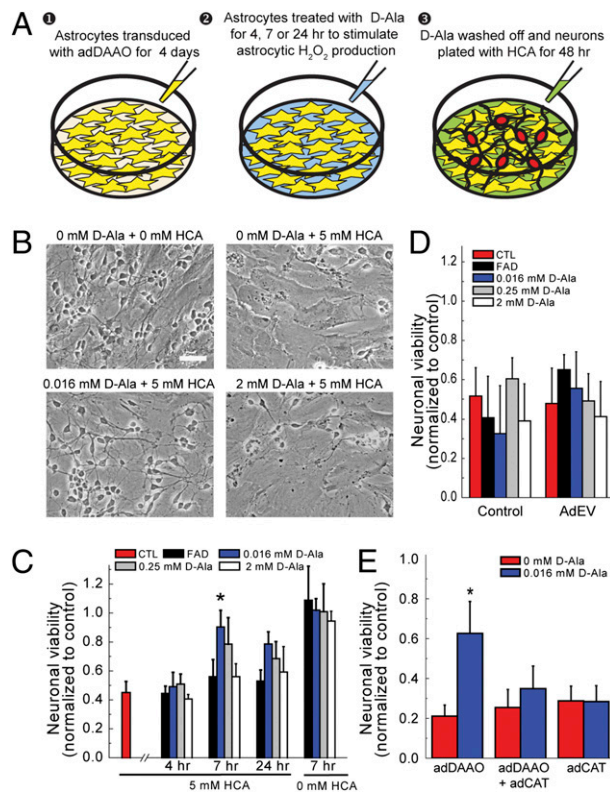 A
❶
Astrocytes transduced
with adDAAO for 4 days
❷
Astrocytes treated with D-Ala
for 4, 7 or 24 hr to stimulate
astrocytic H₂O₂ production
❸
D-Ala washed off and neurons
plated with HCA for 48 hr
B
0 mM D-Ala + 0 mM HCA
0 mM D-Ala + 5 mM HCA
0.016 mM D-Ala + 5 mM HCA
2 mM D-Ala + 5 mM HCA
C
CTL
FAD
0.016 mM D-Ala
0.25 mM D-Ala
2 mM D-Ala
Neuronal viability
(normalized to control)
1.4
1.2
1.0
0.8
0.6
0.4
0.2
0.0
*
4 hr
7 hr
24 hr
7 hr
5 mM HCA
0 mM HCA
D
CTL
FAD
0.016 mM D-Ala
0.25 mM D-Ala
2 mM D-Ala
Neuronal viability
(normalized to control)
1.0
0.8
0.6
0.4
0.2
0.0
Control
AdEV
E
0 mM D-Ala
0.016 mM D-Ala
Neuronal viability
(normalized to control)
1.0
0.8
0.6
0.4
0.2
0.0
*
adDAAO
adDAAO
+ adCAT
adCAT